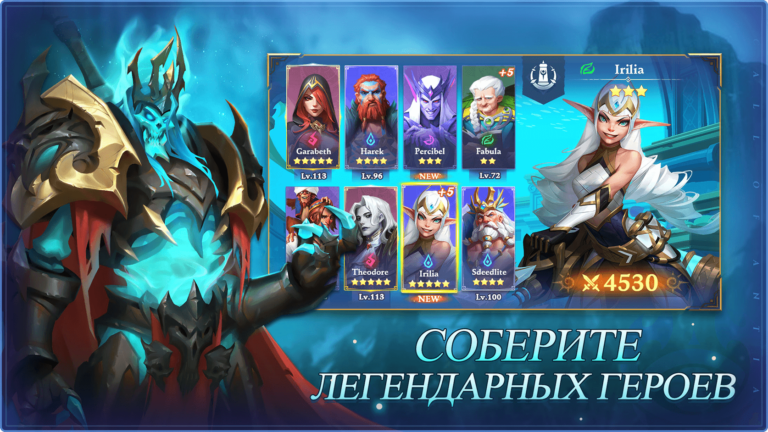 Irilia
+5
Garabeth
Harek
Percibel
Fabula
Lv.113
Lv.96
NEW
Lv.72
+5
Theodore
Irilia
Sdeedlite
Lv.113
NEW
Lv.100
4530
СОБЕРИТЕ
ЛЕГЕНДАРНЫХ ГЕРОЕВ